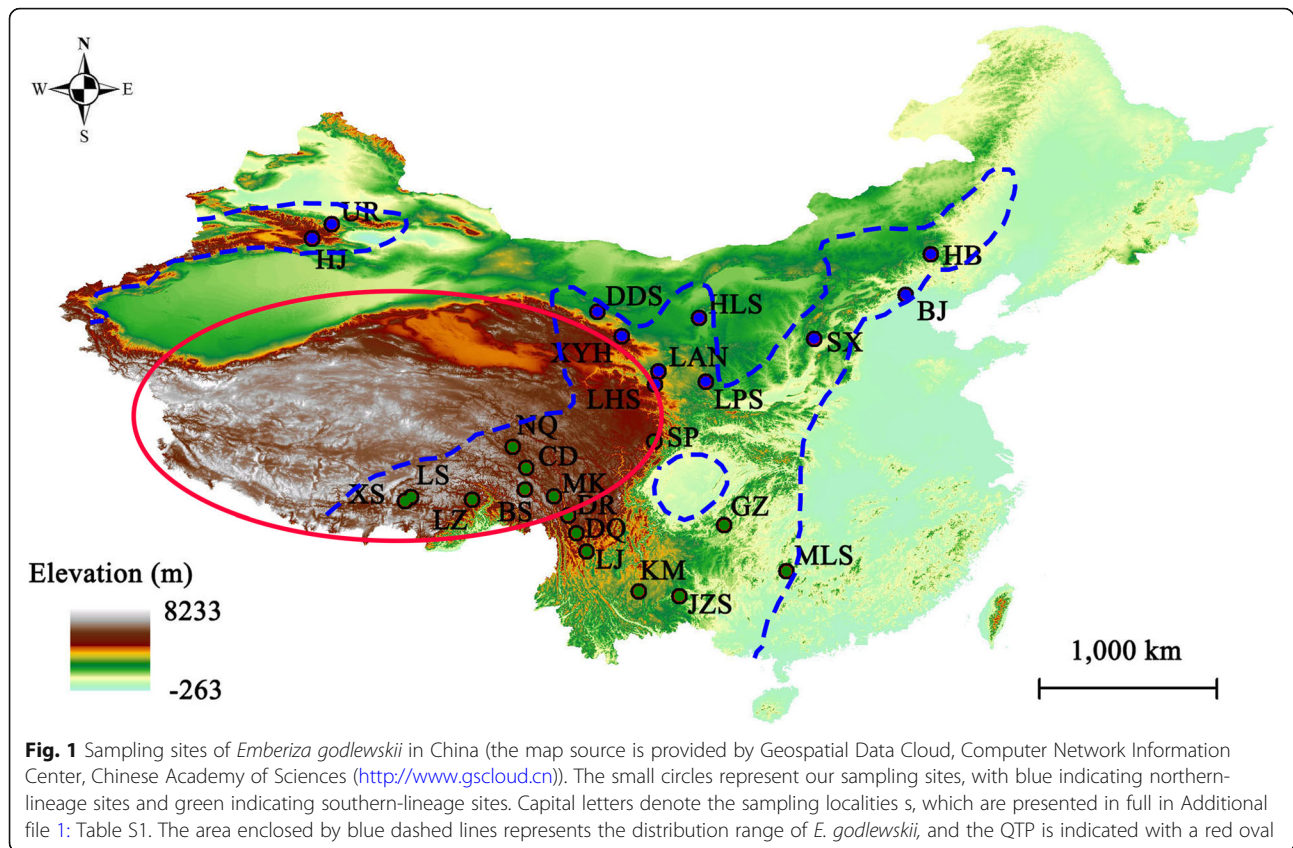 N
W E
S
UR
HJ
HB
DDS
HLS
BJ
XYH
SX
LAN
LHS
LPS
NQ
SP
CD
LS
XS
MK
LZ
BS
DR
GZ
DQ
LJ
MLS
KM
JZS
Elevation (m)
8233
-263
1,000 km
Fig. 1 Sampling sites of Emberiza godlewskii in China (the map source is provided by Geospatial Data Cloud, Computer Network Information
Center, Chinese Academy of Sciences (http://www.gscloud.cn)). The small circles represent our sampling sites, with blue indicating northern-
lineage sites and green indicating southern-lineage sites. Capital letters denote the sampling localities s, which are presented in full in Additional
file 1: Table S1. The area enclosed by blue dashed lines represents the distribution range of E. godlewskii, and the QTP is indicated with a red oval